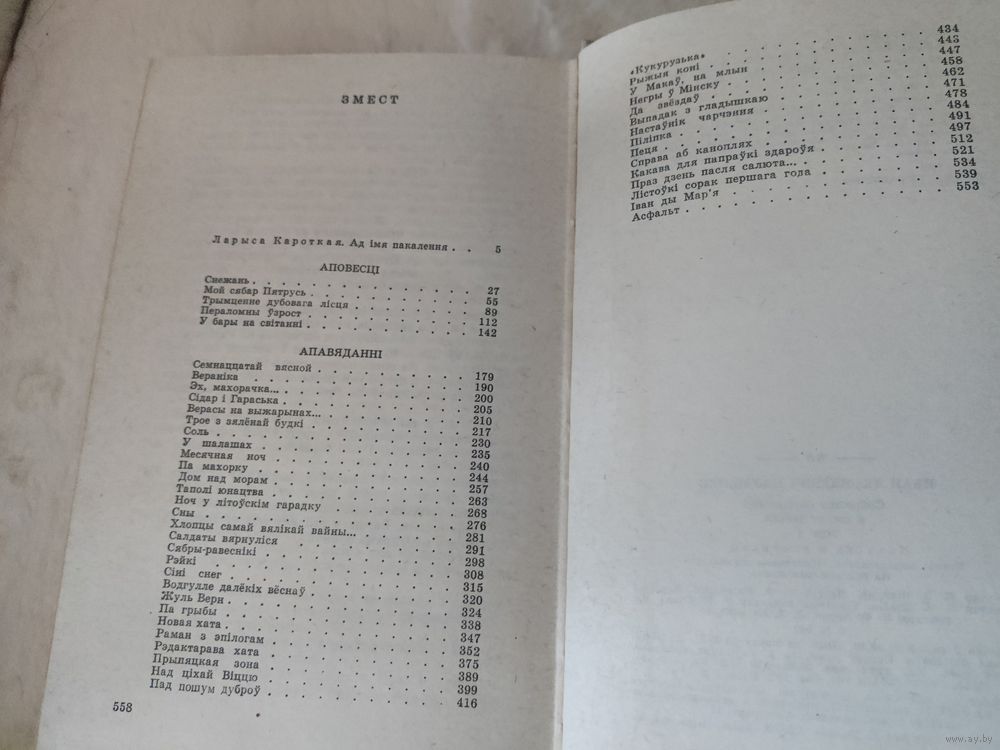 ЗМЕСТ
Ларыса Кароткая. Ад імя пакалення . . 5
АПОВЕСЦІ
Снежань 27
Мой сябар Пятрусь 55
Трымценне дубовага лісця 89
Пераломны ўзрост 112
У бары на світанні 142
АПАВЯДАННІ
Семнаццатай вясной 179
Вераніка 190
Эх, махорачка... 200
Сідар і Гараська 205
Верасы на выжарынах... 210
Трое з зялёнай будкі 217
Соль 230
У шалашах 235
Месячная ноч 240
Па махорку 244
Дом над морам 257
Таполі юнацтва 263
Ноч у літоўскім гарадку 268
Сны 276
Хлопцы самай вялікай вайны... 281
Салдаты вярнуліся 291
Сябры-равеснікі 298
Рэйкі 308
Сіні снег 315
Водгулле далёкіх вёснаў 320
Жуль Верн 324
Па грыбы 338
Новая хата 347
Раман з эпілогам 352
Рэдактарава хата 375
Прыпяцкая зона 389
Над ціхай Віццю 399
Пад пошум дуброў 416
558
«Кукурузька» 434
Рыжыя коні 443
У Макаў, на млын 447
Негры ў Мінску 458
Да звёздаў 462
Выпадак з гладышкаю 471
Настаўнік чарчэння 478
Піліпка 484
Пеця 491
Справа аб каноплях 497
Какава для папраўкі здароўя 512
Праз дзень пасля салюта... 521
Лістоўкі сорак першага года 534
Іван ды Мар'я 539
Асфальт 553
www.ay.by